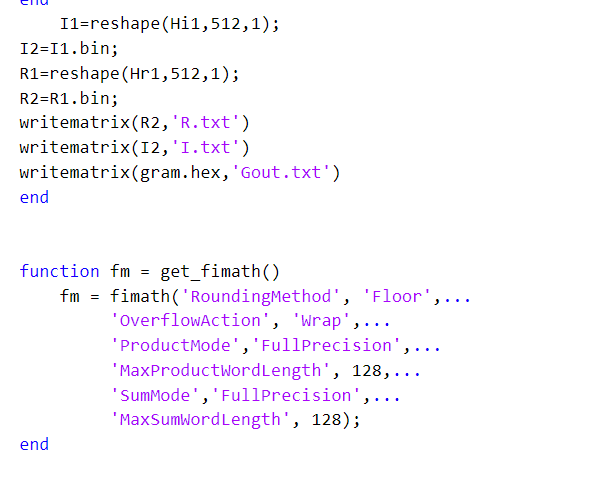 end
    I1=reshape(Hi1,512,1);
I2=I1.bin;
R1=reshape(Hr1,512,1);
R2=R1.bin;
writematrix(R2,'R.txt')
writematrix(I2,'I.txt')
writematrix(gram.hex,'Gout.txt')
end
function fm = get_fimath()
    fm = fimath('RoundingMethod', 'Floor',...
         'OverflowAction', 'Wrap',...
         'ProductMode','FullPrecision',...
         'MaxProductWordLength', 128,...
         'SumMode','FullPrecision',...
         'MaxSumWordLength', 128);
end